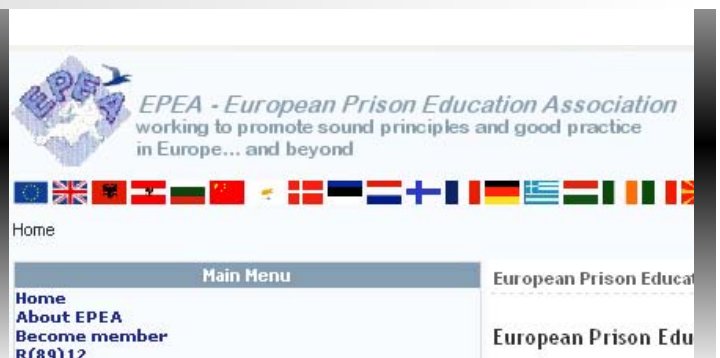 EPEA
EPEA - European Prison Education Association
working to promote sound principles and good practice
in Europe... and beyond
Home
Main Menu
Home
About EPEA
Become member
R(89)12
European Prison Educat
European Prison Edu